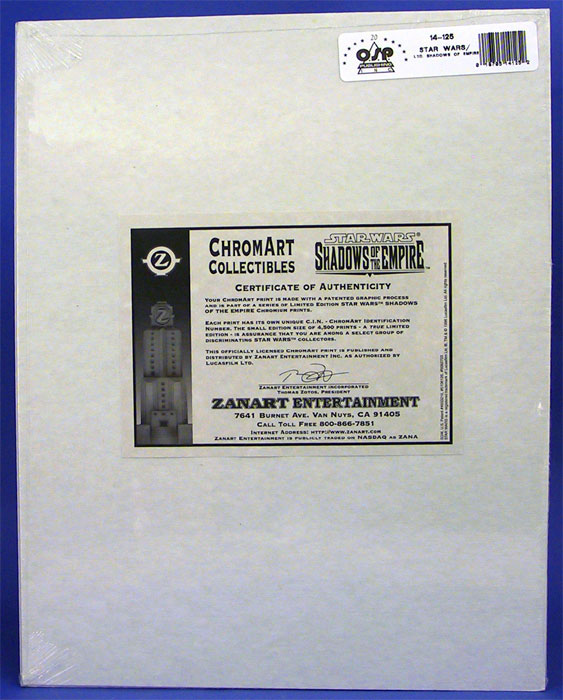 20
OSP
PUBLISHING
INC
14-125
STAR WARS/
LTD. SHADOWS OF EMPIRE
Z
CHROMART
COLLECTIBLES
STAR WARS®
SHADOWS OF THE EMPIRE™
CERTIFICATE OF AUTHENTICITY
YOUR CHROMART PRINT IS MADE WITH A PATENTED GRAPHIC PROCESS
AND IS PART OF A SERIES OF LIMITED EDITION STAR WARS™ SHADOWS
OF THE EMPIRE CHROMIUM PRINTS.
EACH PRINT HAS ITS OWN UNIQUE C.I.N. - CHROMART IDENTIFICATION
NUMBER. THE SMALL EDITION SIZE OF 4,500 PRINTS - A TRUE LIMITED
EDITION - IS ASSURANCE THAT YOU ARE AMONG A SELECT GROUP OF
DISCRIMINATING STAR WARS™ COLLECTORS.
THIS OFFICIALLY LICENSED CHROMART PRINT IS PUBLISHED AND
DISTRIBUTED BY ZANART ENTERTAINMENT INC. AS AUTHORIZED BY
LUCASFILM LTD.
ZANART ENTERTAINMENT INCORPORATED
THOMAS ZOTOS, PRESIDENT
ZANART ENTERTAINMENT
7641 BURNET AVE. VAN NUYS, CA 91405
CALL TOLL FREE 800-866-7851
INTERNET ADDRESS: HTTP://WWW.ZANART.COM
ZANART ENTERTAINMENT IS PUBLICLY TRADED ON NASDAQ AS ZANA